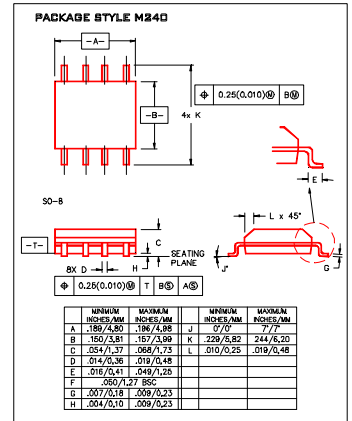 PACKAGE STYLE M240
-A-
-B-
4x K
⌖ 0.25(0.010)Ⓜ BⓂ
E
SO-8
-T-
C
8X D
H
SEATING
PLANE
L x 45°
J°
G
⌖ 0.25(0.010)Ⓜ T BⓈ AⓈ
MINIMUM INCHES/MM MAXIMUM INCHES/MM MINIMUM INCHES/MM MAXIMUM INCHES/MM
A .189/4,80 .196/4,98 J 0°/0° 7°/7°
B .150/3,81 .157/3,99 K .229/5,82 .244/6,20
C .054/1,37 .068/1,73 L .010/0,25 .019/0,48
D .014/0,36 .019/0,48
E .016/0,41 .049/1,25
F .050/1,27 BSC
G .007/0,18 .009/0,23
H .004/0,10 .009/0,23